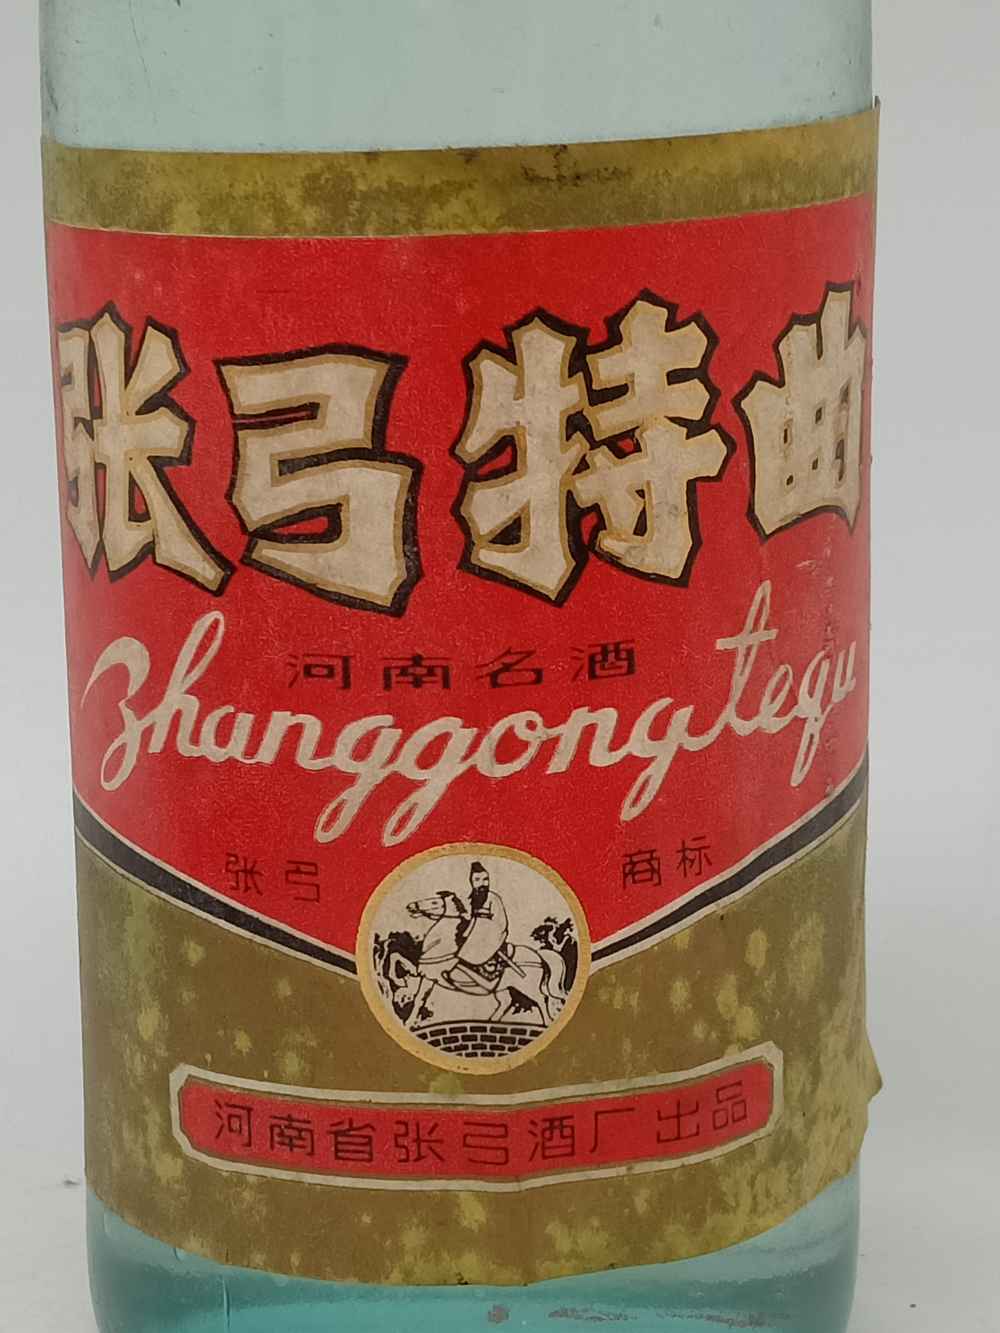 张弓特曲
河南名酒
Zhanggongtequ
张弓 商标
河南省张弓酒厂出品